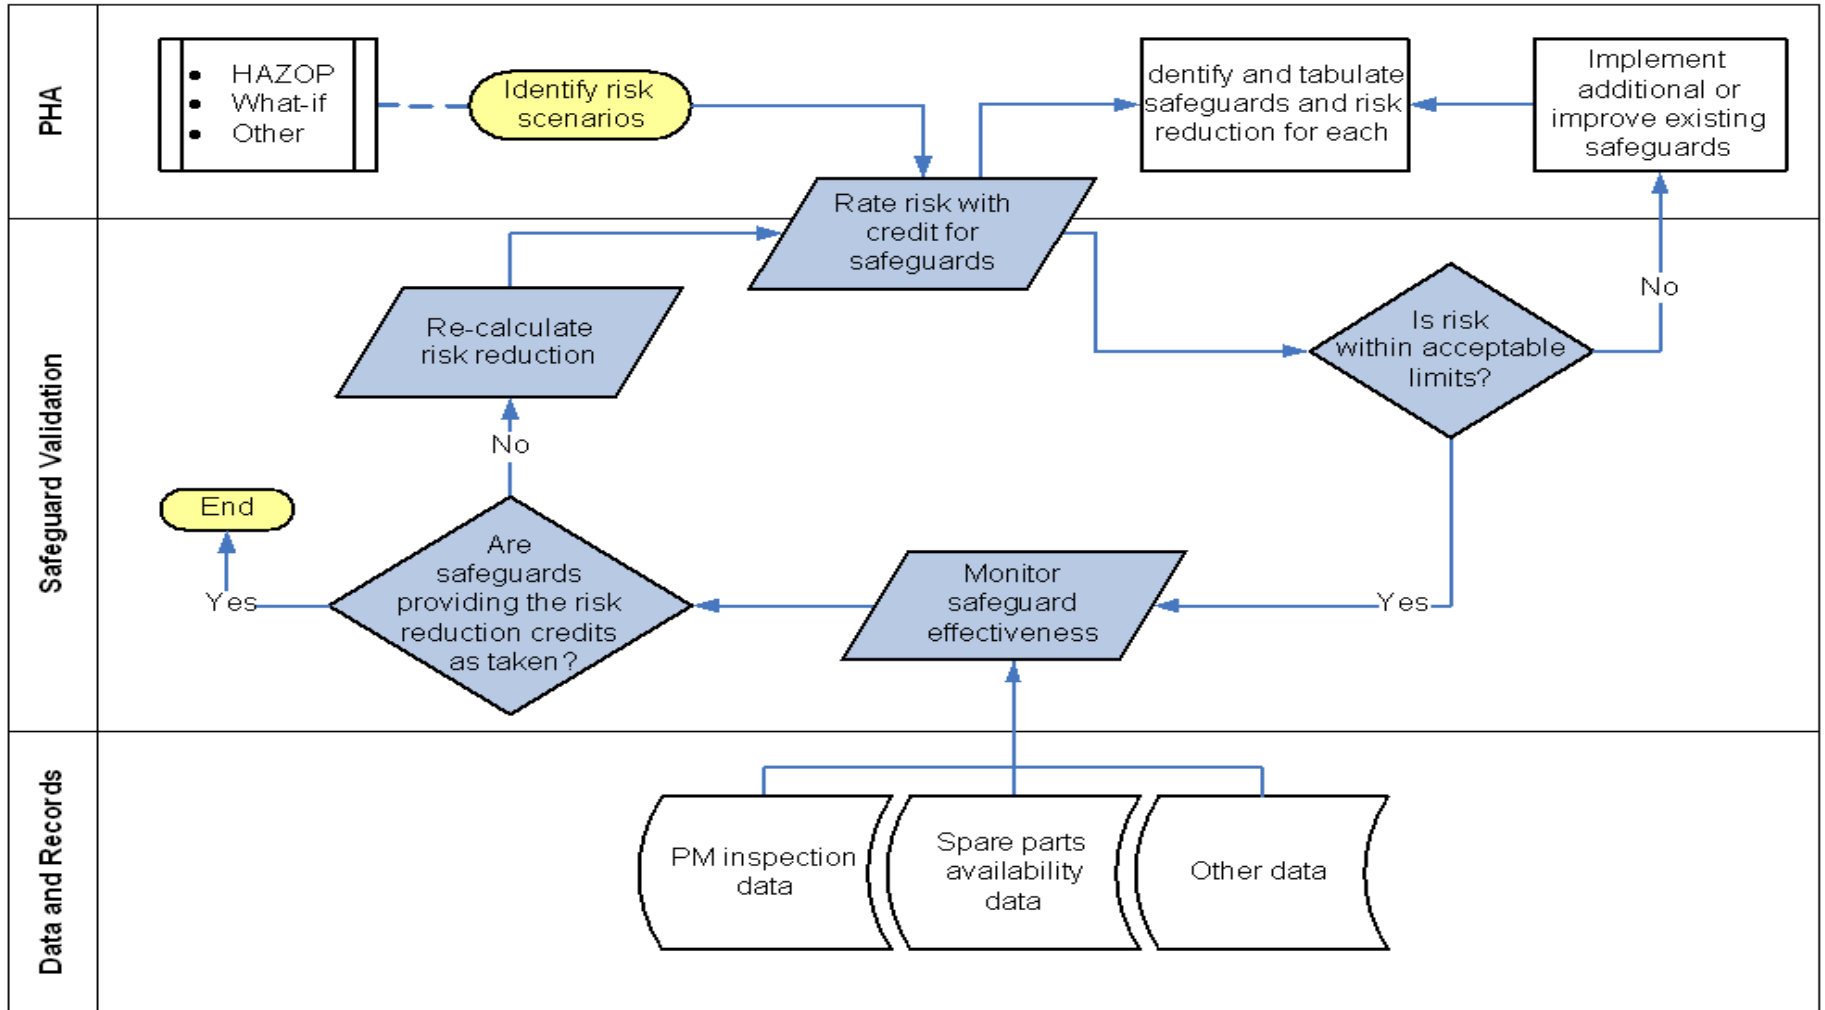 PHA
• HAZOP
• What-if
• Other
Identify risk
scenarios
dentify and tabulate
safeguards and risk
reduction for each
Implement
additional or
improve existing
safeguards
Rate risk with
credit for
safeguards
Safeguard Validation
Re-calculate
risk reduction
Is risk
within acceptable
limits?
No
No
End
Yes
Are
safeguards
providing the risk
reduction credits
as taken?
Monitor
safeguard
effectiveness
Yes
Data and Records
PM inspection
data
Spare parts
availability
data
Other data